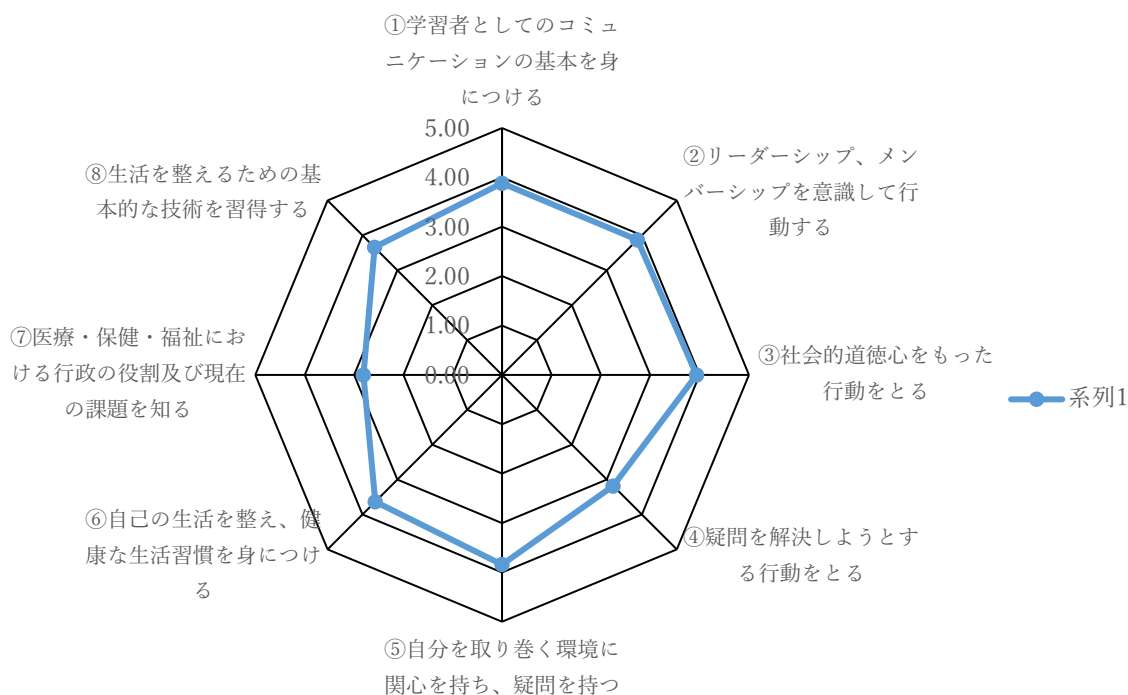 ①学習者としてのコミュ
ニケーションの基本を身
につける
5.00
4.00
3.00
2.00
1.00
0.00
②リーダーシップ、メン
バーシップを意識して行
動する
③社会的道徳心をもった
行動をとる
④疑問を解決しようとす
る行動をとる
⑤自分を取り巻く環境に
関心を持ち、疑問を持つ
⑥自己の生活を整え、健
康な生活習慣を身につけ
る
⑦医療・保健・福祉にお
ける行政の役割及び現在
の課題を知る
⑧生活を整えるための基
本的な技術を習得する
系列1